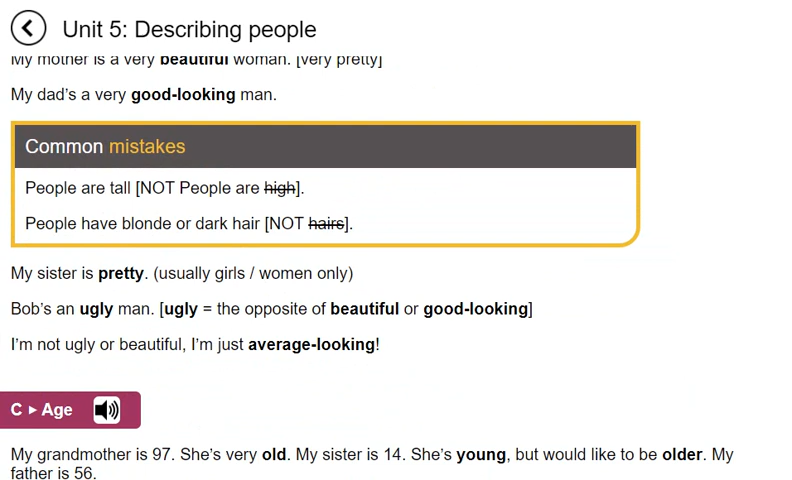 Unit 5: Describing people
My mother is a very beautiful woman. [very pretty]
My dad’s a very good-looking man.
Common mistakes
People are tall [NOT People are high].
People have blonde or dark hair [NOT hairs].
My sister is pretty. (usually girls / women only)
Bob’s an ugly man. [ugly = the opposite of beautiful or good-looking]
I’m not ugly or beautiful, I’m just average-looking!
C ▸ Age
My grandmother is 97. She’s very old. My sister is 14. She’s young, but would like to be older. My
father is 56.